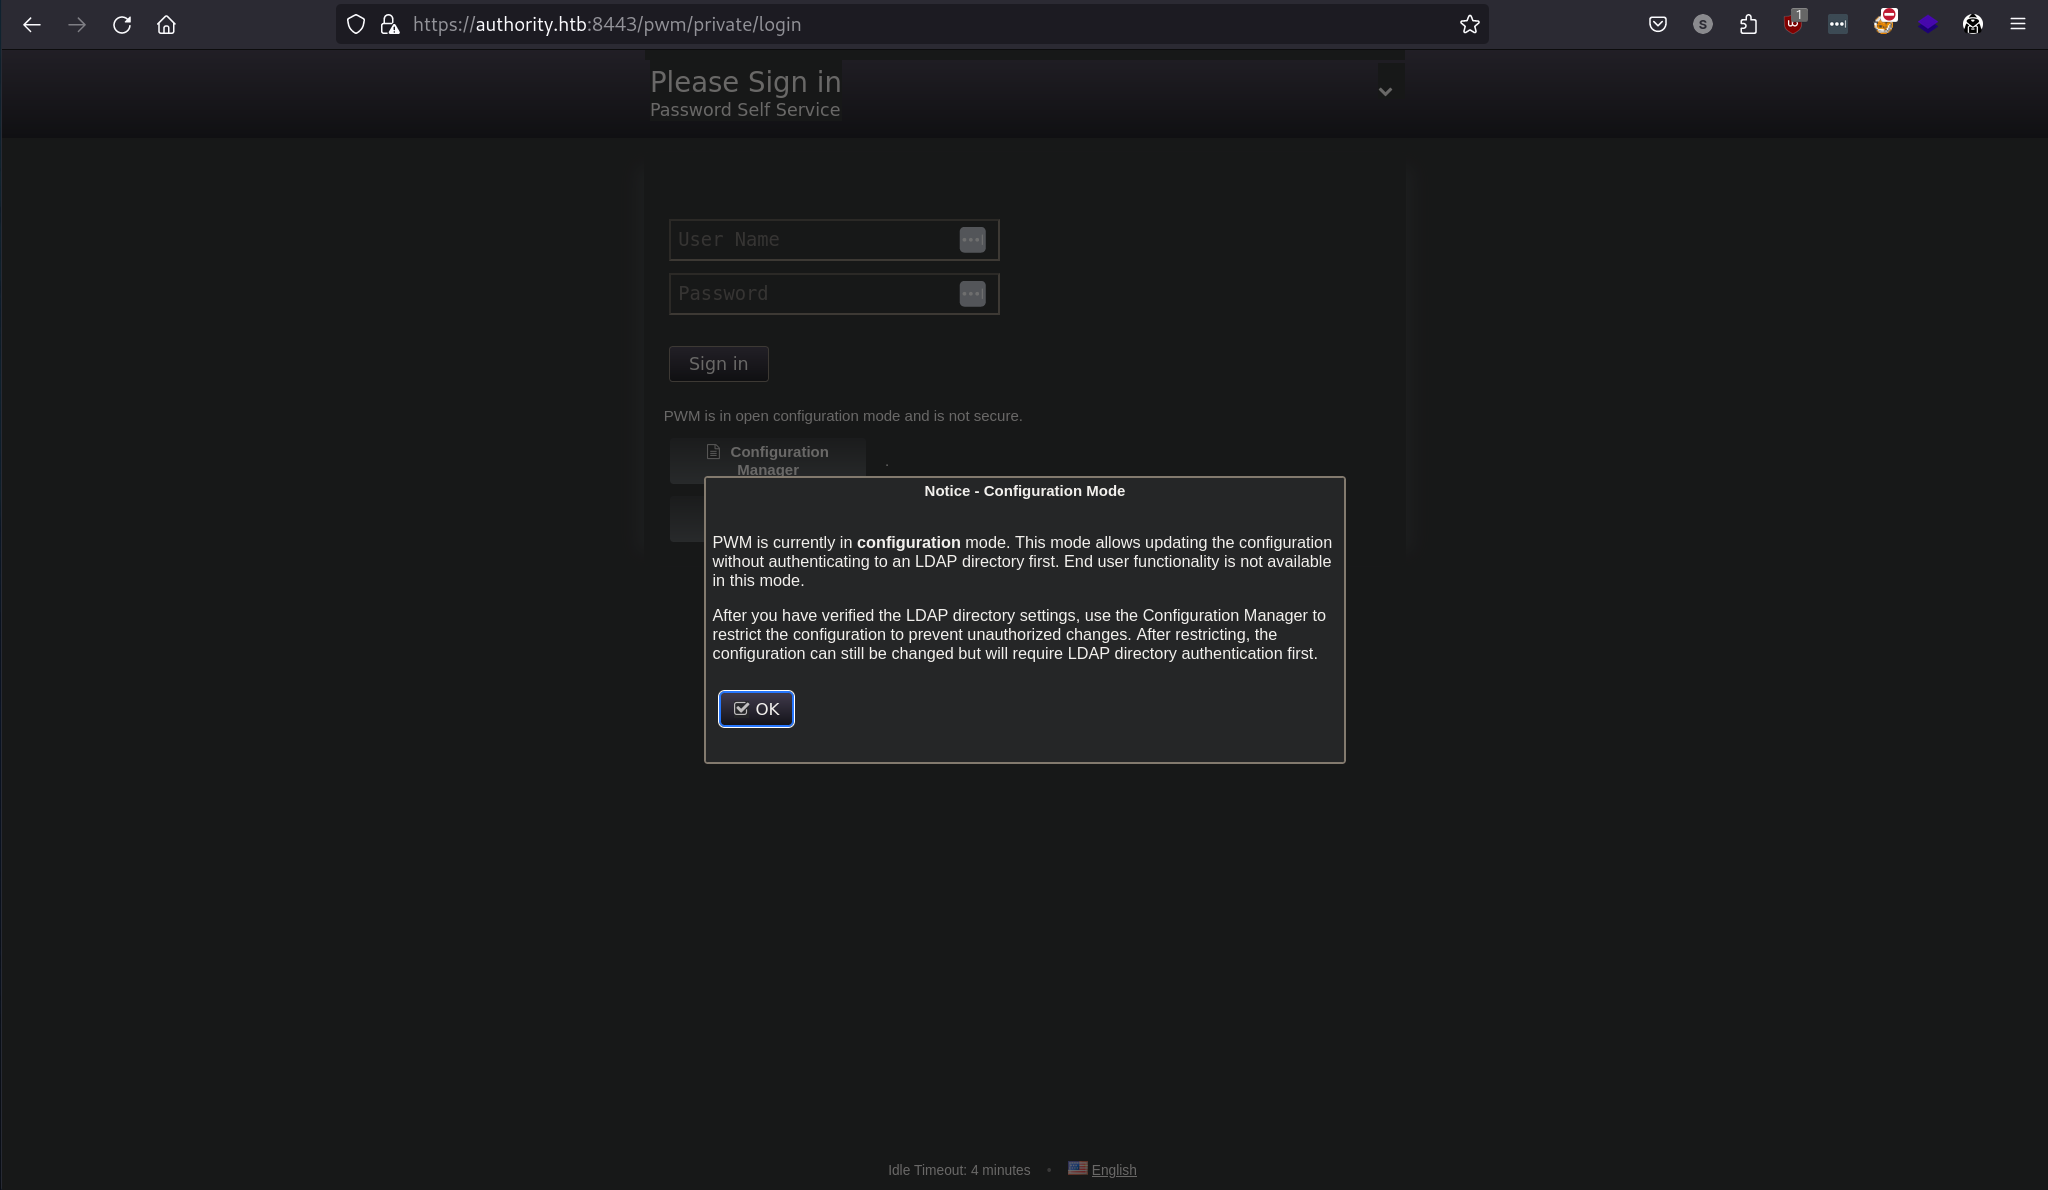 https://authority.htb:8443/pwm/private/login
S
1
Please Sign in
Password Self Service
User Name
Password
Sign in
PWM is in open configuration mode and is not secure.
Configuration
Manager
.
Notice - Configuration Mode
PWM is currently in configuration mode. This mode allows updating the configuration
without authenticating to an LDAP directory first. End user functionality is not available
in this mode.
After you have verified the LDAP directory settings, use the Configuration Manager to
restrict the configuration to prevent unauthorized changes. After restricting, the
configuration can still be changed but will require LDAP directory authentication first.
OK
Idle Timeout: 4 minutes • English